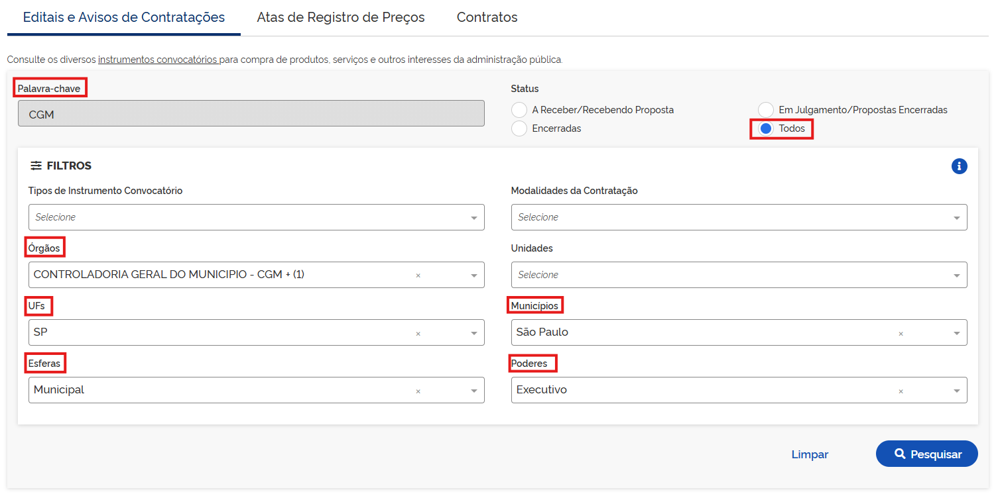 Editais e Avisos de Contratações Atas de Registro de Preços Contratos
Consulte os diversos instrumentos convocatórios para compra de produtos, serviços e outros interesses da administração pública.
Palavra-chave
CGM
Status
A Receber/Recebendo Proposta
Em Julgamento/Propostas Encerradas
Encerradas
Todos
FILTROS
Tipos de Instrumento Convocatório
Selecione
Modalidades da Contratação
Selecione
Órgãos
CONTROLADORIA GERAL DO MUNICIPIO - CGM + (1) ×
Unidades
Selecione
UFs
SP ×
Municípios
São Paulo ×
Esferas
Municipal ×
Poderes
Executivo ×
Limpar
Pesquisar